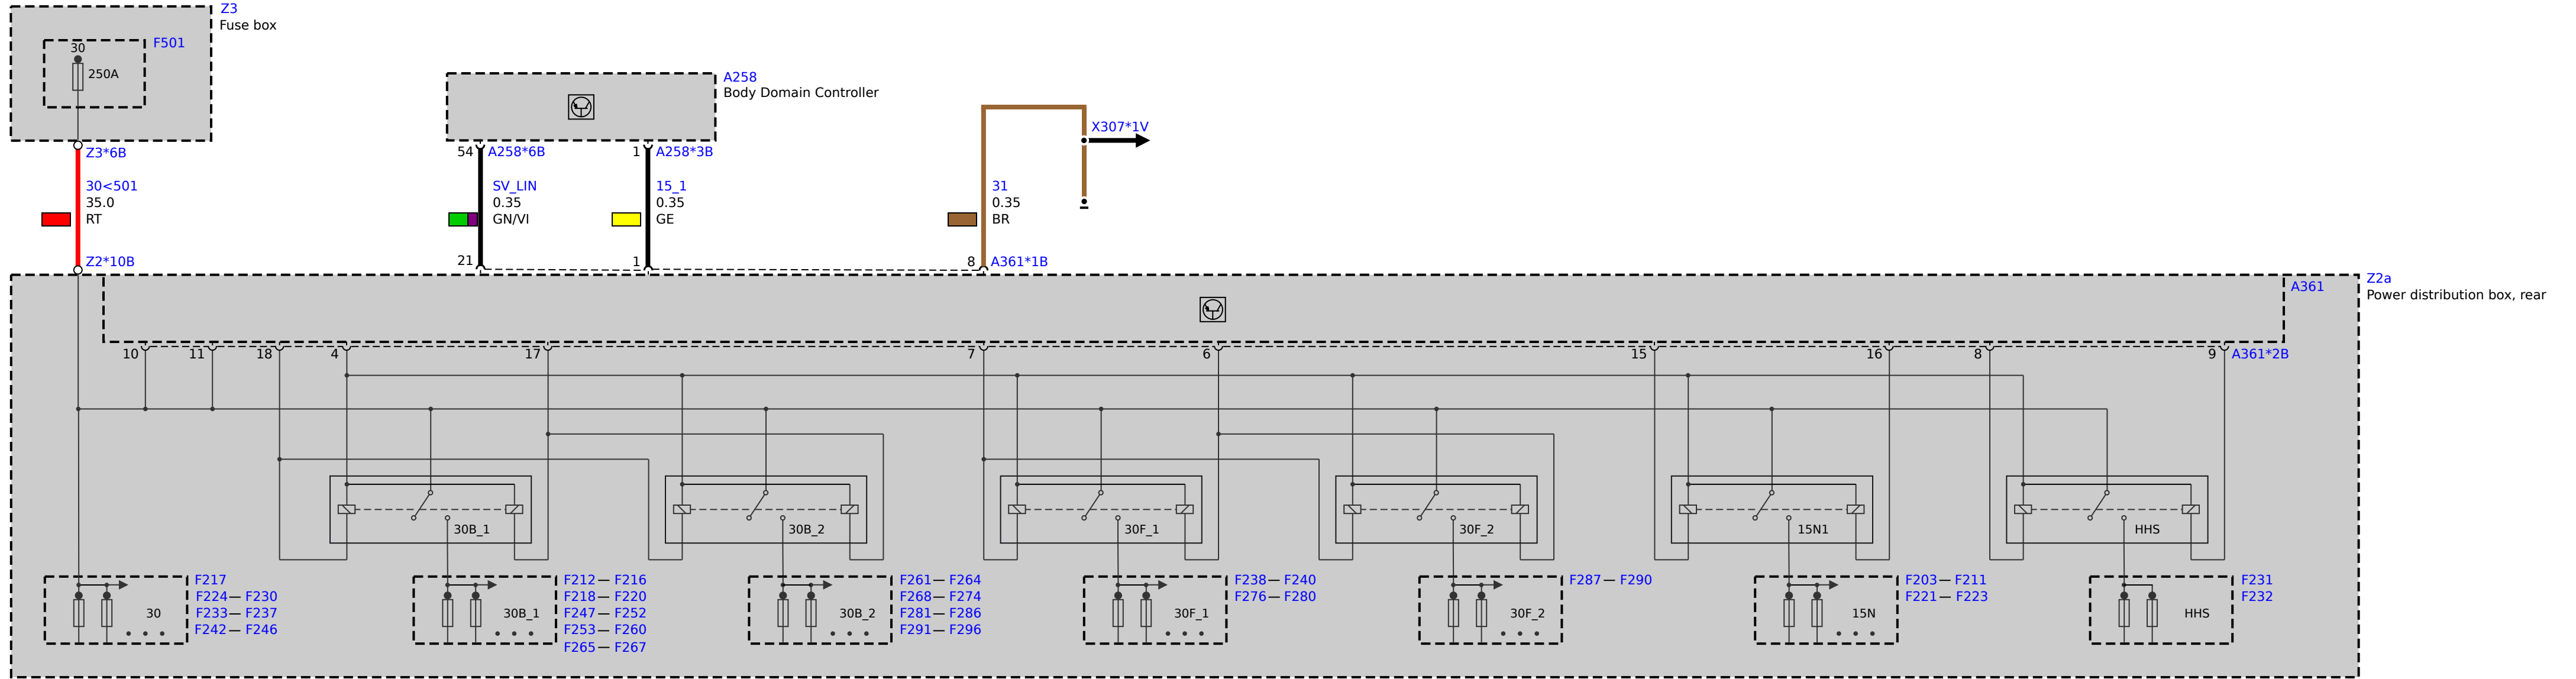 Z3
Fuse box
30
F501
250A
Z3*6B
30<501
35.0
RT
Z2*10B
A258
Body Domain Controller
54
A258*6B
1
A258*3B
SV_LIN
0.35
GN/VI
15_1
0.35
GE
21
1
X307*1V
31
0.35
BR
8
A361*1B
A361
Z2a
Power distribution box, rear
10
11
18
4
17
7
6
15
16
8
9
A361*2B
30B_1
30B_2
30F_1
30F_2
15N1
HHS
30
F217
F224— F230
F233— F237
F242— F246
30B_1
F212— F216
F218— F220
F247— F252
F253— F260
F265— F267
30B_2
F261— F264
F268— F274
F281— F286
F291— F296
30F_1
F238— F240
F276— F280
30F_2
F287— F290
15N
F203— F211
F221— F223
HHS
F231
F232